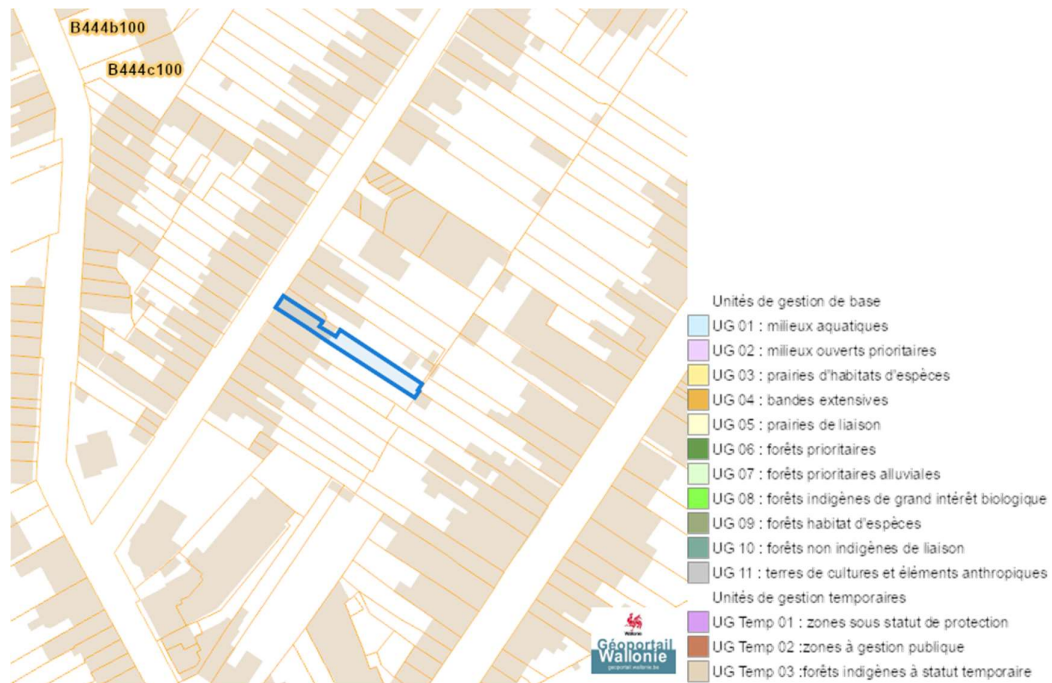 B444b100
B444c100
Unités de gestion de base
UG 01 : milieux aquatiques
UG 02 : milieux ouverts prioritaires
UG 03 : prairies d'habitats d'espèces
UG 04 : bandes extensives
UG 05 : prairies de liaison
UG 06 : forêts prioritaires
UG 07 : forêts prioritaires alluviales
UG 08 : forêts indigènes de grand intérêt biologique
UG 09 : forêts habitat d'espèces
UG 10 : forêts non indigènes de liaison
UG 11 : terres de cultures et éléments anthropiques
Unités de gestion temporaires
UG Temp 01 : zones sous statut de protection
UG Temp 02 :zones à gestion publique
UG Temp 03 :forêts indigènes à statut temporaire
Wallonie
Géoportail
Wallonie
geoportail.wallonie.be